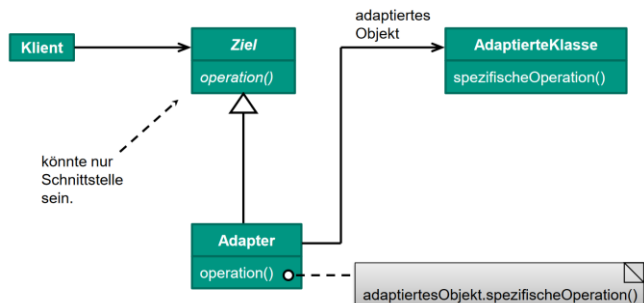 Klient
Ziel
operation()
adaptiertes
Objekt
AdaptierteKlasse
spezifischeOperation()
könnte nur
Schnittstelle
sein.
Adapter
operation()
adaptiertesObjekt.spezifischeOperation()